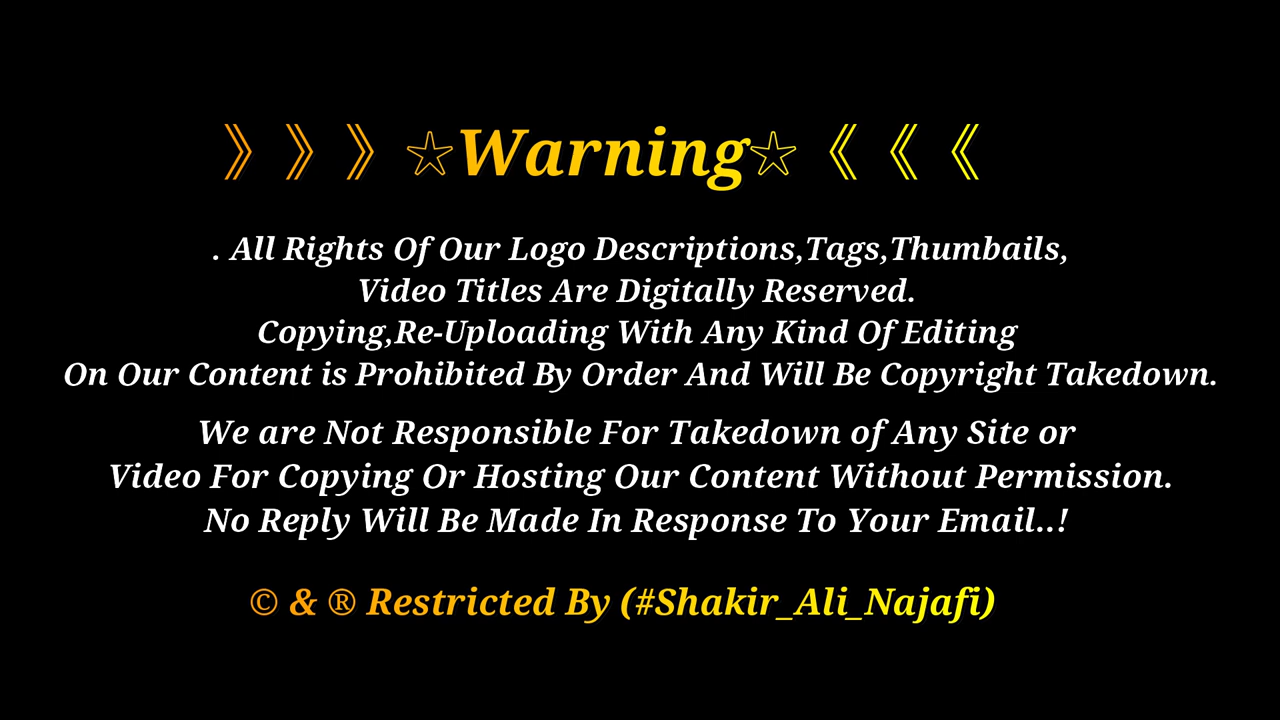 》》》☆Warning☆《《《
. All Rights Of Our Logo Descriptions,Tags,Thumbails,
Video Titles Are Digitally Reserved.
Copying,Re-Uploading With Any Kind Of Editing
On Our Content is Prohibited By Order And Will Be Copyright Takedown.
We are Not Responsible For Takedown of Any Site or
Video For Copying Or Hosting Our Content Without Permission.
No Reply Will Be Made In Response To Your Email..!
© & ® Restricted By (#Shakir_Ali_Najafi)